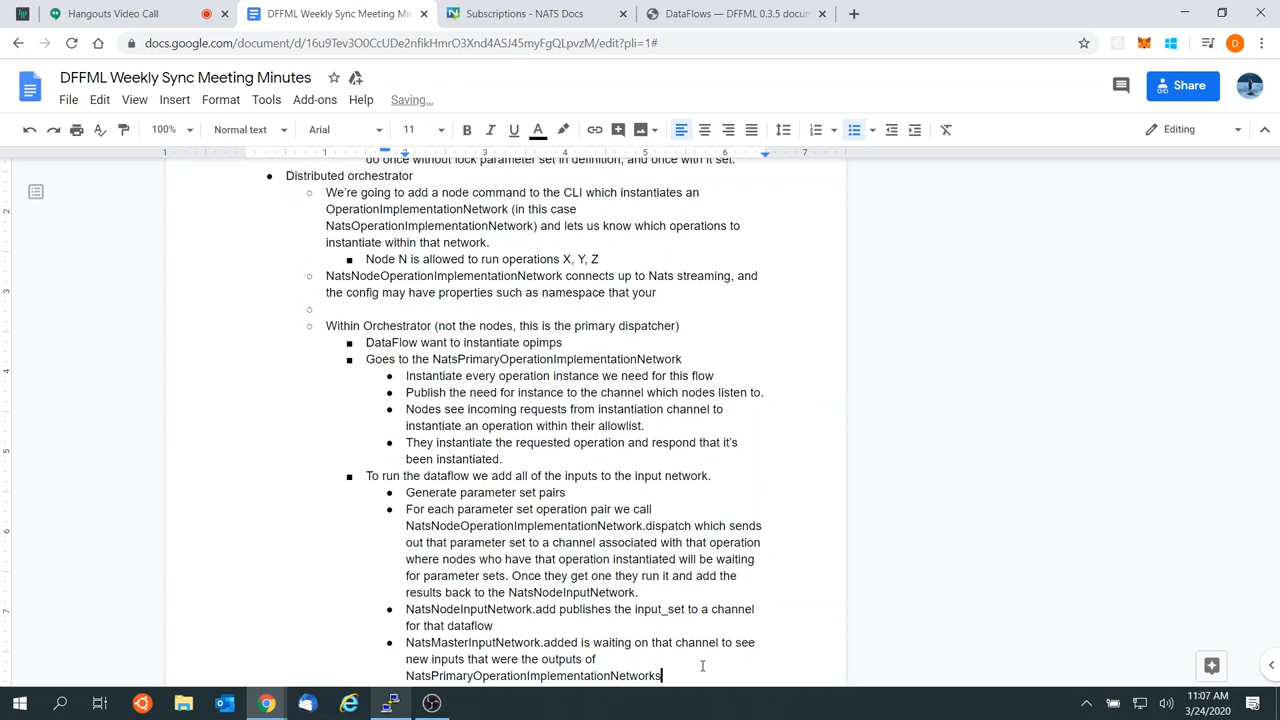 Hangouts Video Call
DFFML Weekly Sync Meeting Min
Subscriptions - NATS Docs
DataFlows — DFFML 0.3.5 docum
docs.google.com/document/d/16u9Tev3O0CcUDe2nfikHmrO3Xnd4ASJ45myFgQLpvzM/edit?pli=1#
DFFML Weekly Sync Meeting Minutes
File Edit View Insert Format Tools Add-ons Help Saving...
Share
100% Normal text Arial 11 Editing
1 1 2 3 4 5 6 7
do once without lock parameter set in definition, and once with it set.
● Distributed orchestrator
○ We're going to add a node command to the CLI which instantiates an
OperationImplementationNetwork (in this case
NatsOperationImplementationNetwork) and lets us know which operations to
instantiate within that network.
■ Node N is allowed to run operations X, Y, Z
○ NatsNodeOperationImplementationNetwork connects up to Nats streaming, and
the config may have properties such as namespace that your
○
○ Within Orchestrator (not the nodes, this is the primary dispatcher)
■ DataFlow want to instantiate opimps
■ Goes to the NatsPrimaryOperationImplementationNetwork
● Instantiate every operation instance we need for this flow
● Publish the need for instance to the channel which nodes listen to.
● Nodes see incoming requests from instantiation channel to
instantiate an operation within their allowlist.
● They instantiate the requested operation and respond that it's
been instantiated.
■ To run the dataflow we add all of the inputs to the input network.
● Generate parameter set pairs
● For each parameter set operation pair we call
NatsNodeOperationImplementationNetwork.dispatch which sends
out that parameter set to a channel associated with that operation
where nodes who have that operation instantiated will be waiting
for parameter sets. Once they get one they run it and add the
results back to the NatsNodeInputNetwork.
● NatsNodeInputNetwork.add publishes the input_set to a channel
for that dataflow
● NatsMasterInputNetwork.added is waiting on that channel to see
new inputs that were the outputs of
NatsPrimaryOperationImplementationNetworks
11:07 AM
3/24/2020